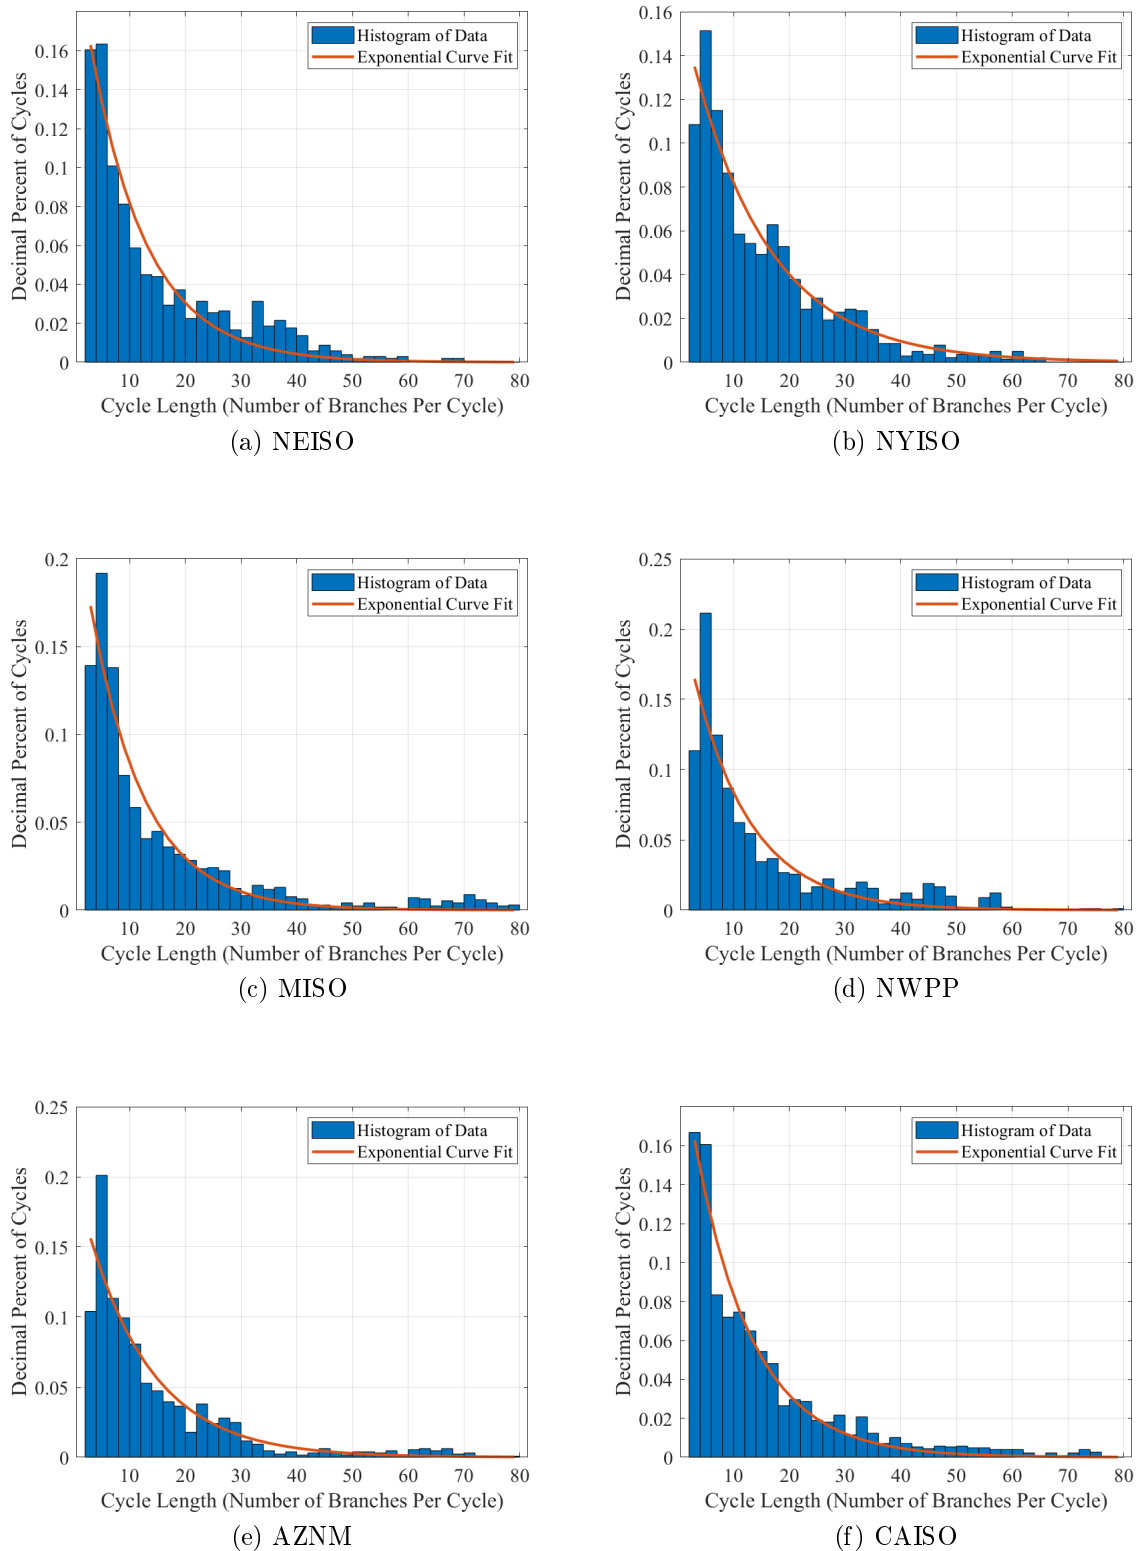 Histogram of Data
Exponential Curve Fit
0.16
0.14
0.12
0.1
0.08
0.06
0.04
0.02
0
Decimal Percent of Cycles
10 20 30 40 50 60 70 80
Cycle Length (Number of Branches Per Cycle)
(a) NEISO
Histogram of Data
Exponential Curve Fit
0.16
0.14
0.12
0.1
0.08
0.06
0.04
0.02
0
Decimal Percent of Cycles
10 20 30 40 50 60 70 80
Cycle Length (Number of Branches Per Cycle)
(b) NYISO
Histogram of Data
Exponential Curve Fit
0.2
0.15
0.1
0.05
0
Decimal Percent of Cycles
10 20 30 40 50 60 70 80
Cycle Length (Number of Branches Per Cycle)
(c) MISO
Histogram of Data
Exponential Curve Fit
0.25
0.2
0.15
0.1
0.05
0
Decimal Percent of Cycles
10 20 30 40 50 60 70 80
Cycle Length (Number of Branches Per Cycle)
(d) NWPP
Histogram of Data
Exponential Curve Fit
0.25
0.2
0.15
0.1
0.05
0
Decimal Percent of Cycles
10 20 30 40 50 60 70 80
Cycle Length (Number of Branches Per Cycle)
(e) AZNM
Histogram of Data
Exponential Curve Fit
0.16
0.14
0.12
0.1
0.08
0.06
0.04
0.02
0
Decimal Percent of Cycles
10 20 30 40 50 60 70 80
Cycle Length (Number of Branches Per Cycle)
(f) CAISO